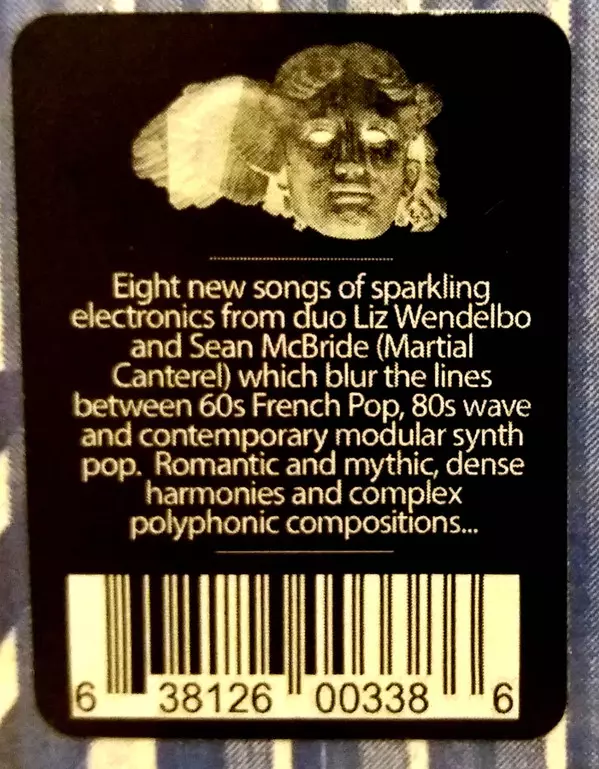 Eight new songs of sparkling
electronics from duo Liz Wendelbo
and Sean McBride (Martial
Canterel) which blur the lines
between 60s French Pop, 80s wave
and contemporary modular synth
pop. Romantic and mythic, dense
harmonies and complex
polyphonic compositions...
6 38126 00338 6